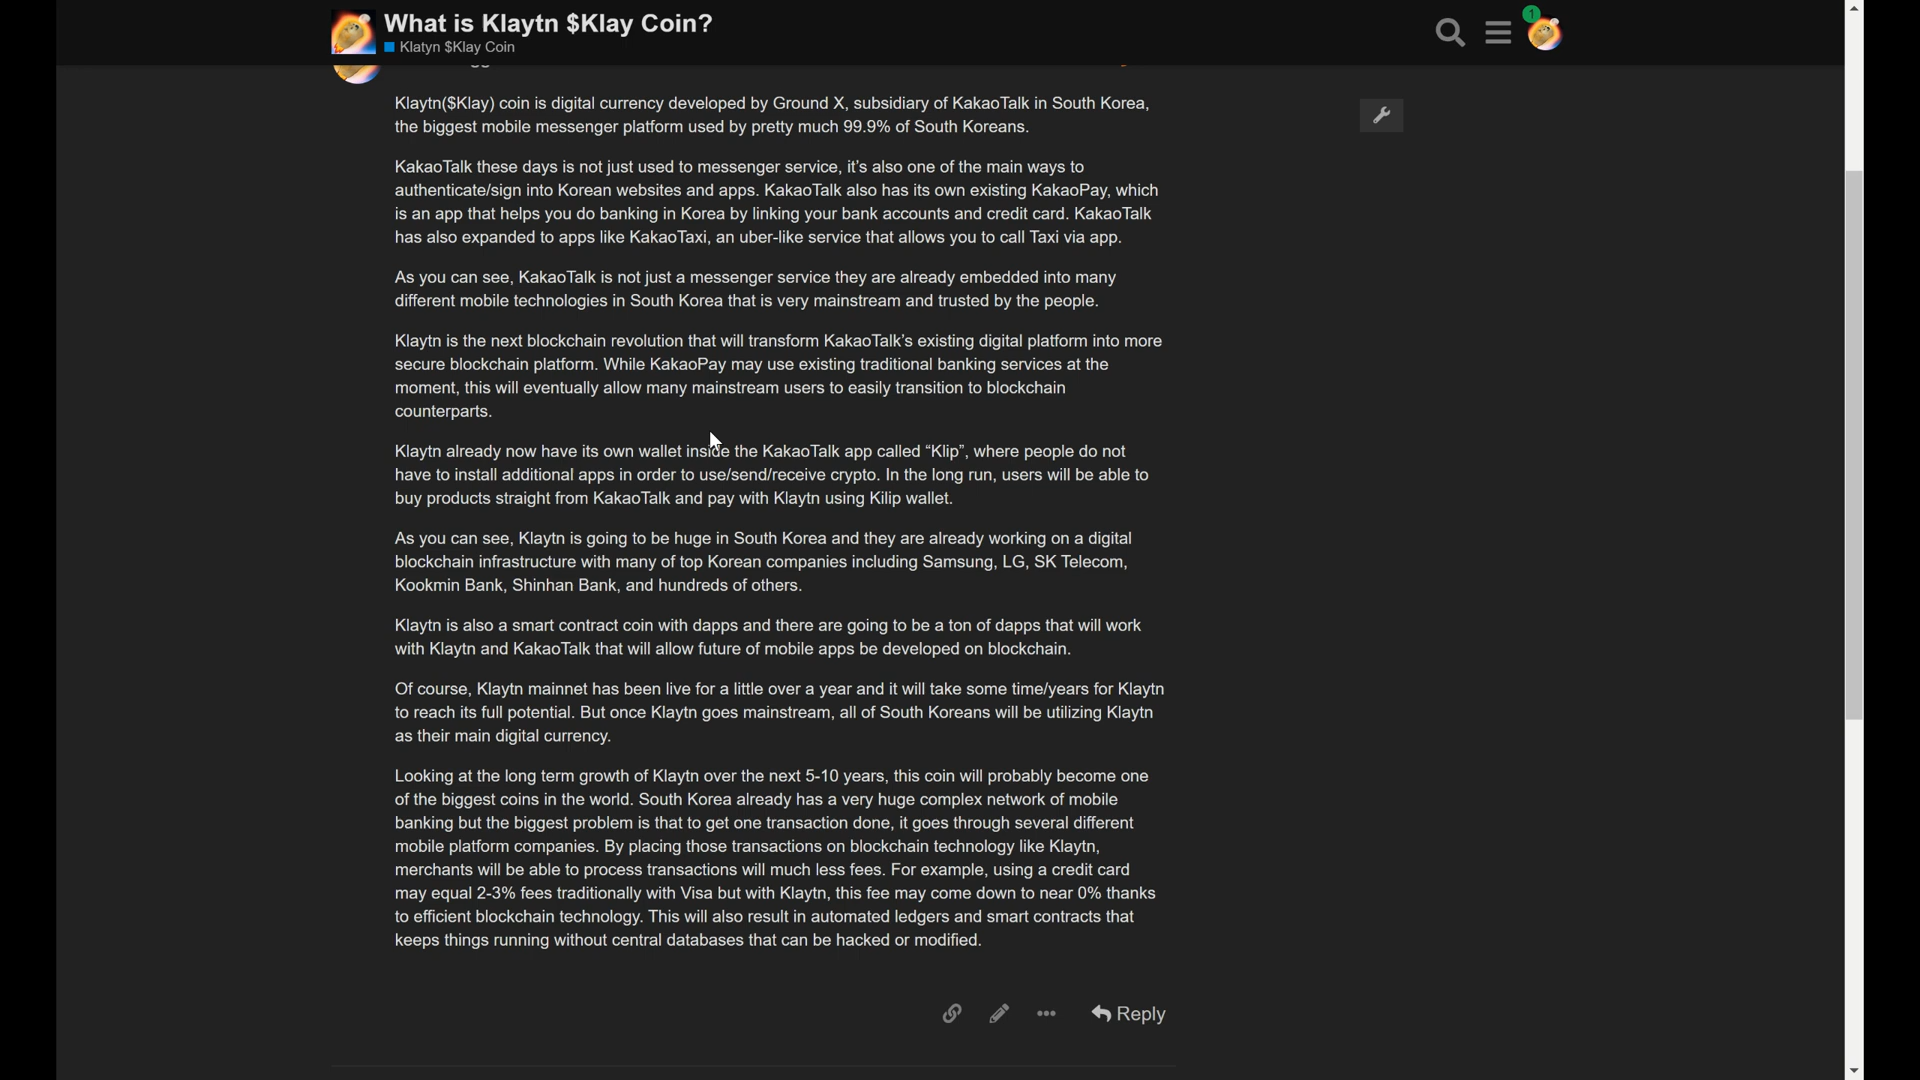 What is Klaytn $Klay Coin?
Klatyn $Klay Coin
1
Klaytn($Klay) coin is digital currency developed by Ground X, subsidiary of KakaoTalk in South Korea,
the biggest mobile messenger platform used by pretty much 99.9% of South Koreans.
KakaoTalk these days is not just used to messenger service, it's also one of the main ways to
authenticate/sign into Korean websites and apps. KakaoTalk also has its own existing KakaoPay, which
is an app that helps you do banking in Korea by linking your bank accounts and credit card. KakaoTalk
has also expanded to apps like KakaoTaxi, an uber-like service that allows you to call Taxi via app.
As you can see, KakaoTalk is not just a messenger service they are already embedded into many
different mobile technologies in South Korea that is very mainstream and trusted by the people.
Klaytn is the next blockchain revolution that will transform KakaoTalk's existing digital platform into more
secure blockchain platform. While KakaoPay may use existing traditional banking services at the
moment, this will eventually allow many mainstream users to easily transition to blockchain
counterparts.
Klaytn already now have its own wallet inside the KakaoTalk app called “Klip”, where people do not
have to install additional apps in order to use/send/receive crypto. In the long run, users will be able to
buy products straight from KakaoTalk and pay with Klaytn using Kilip wallet.
As you can see, Klaytn is going to be huge in South Korea and they are already working on a digital
blockchain infrastructure with many of top Korean companies including Samsung, LG, SK Telecom,
Kookmin Bank, Shinhan Bank, and hundreds of others.
Klaytn is also a smart contract coin with dapps and there are going to be a ton of dapps that will work
with Klaytn and KakaoTalk that will allow future of mobile apps be developed on blockchain.
Of course, Klaytn mainnet has been live for a little over a year and it will take some time/years for Klaytn
to reach its full potential. But once Klaytn goes mainstream, all of South Koreans will be utilizing Klaytn
as their main digital currency.
Looking at the long term growth of Klaytn over the next 5-10 years, this coin will probably become one
of the biggest coins in the world. South Korea already has a very huge complex network of mobile
banking but the biggest problem is that to get one transaction done, it goes through several different
mobile platform companies. By placing those transactions on blockchain technology like Klaytn,
merchants will be able to process transactions will much less fees. For example, using a credit card
may equal 2-3% fees traditionally with Visa but with Klaytn, this fee may come down to near 0% thanks
to efficient blockchain technology. This will also result in automated ledgers and smart contracts that
keeps things running without central databases that can be hacked or modified.
Reply